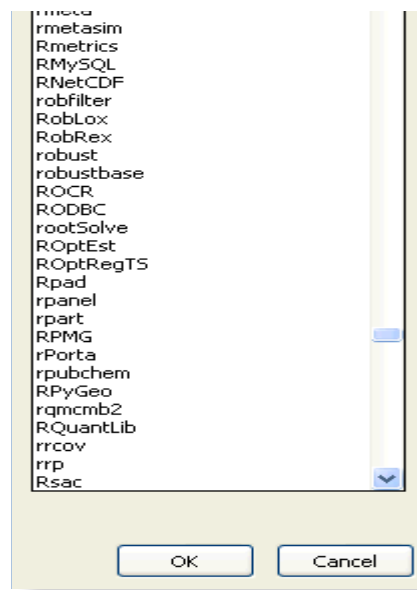 rmetasim
Rmetrics
RMySQL
RNetCDF
robfilter
RobLox
RobRex
robust
robustbase
ROCR
RODBC
rootSolve
ROptEst
ROptRegTS
Rpad
rpanel
rpart
RPMG
rPorta
rpubchem
RPyGeo
rqmcmb2
RQuantLib
rrcov
rrp
Rsac
OK Cancel